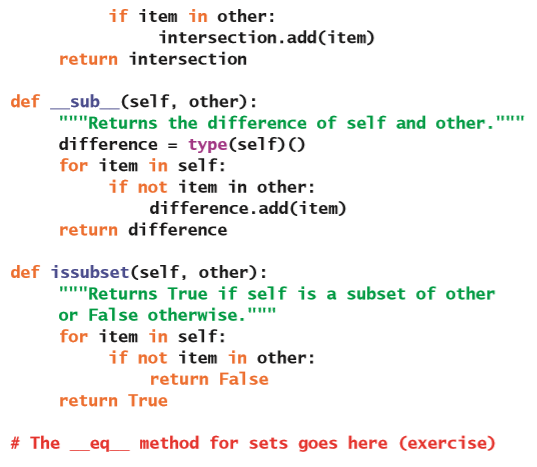 if item in other:
intersection.add(item)
return intersection
def __sub__(self, other):
"""Returns the difference of self and other."""
difference = type(self)()
for item in self:
if not item in other:
difference.add(item)
return difference
def issubset(self, other):
"""Returns True if self is a subset of other
or False otherwise."""
for item in self:
if not item in other:
return False
return True
# The __eq__ method for sets goes here (exercise)